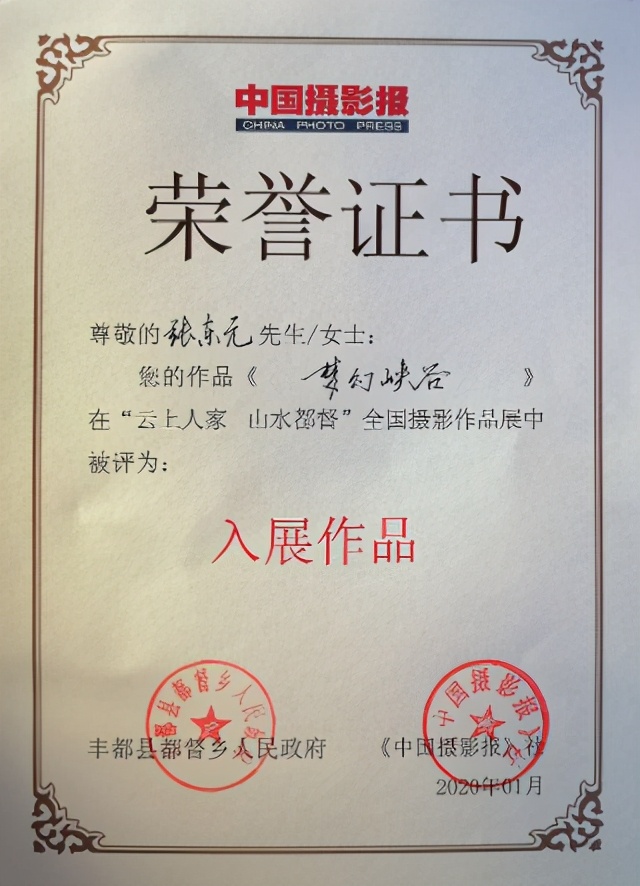 中国摄影报
CHINA PHOTO PRESS
荣誉证书
尊敬的张东元先生/女士：
您的作品《梦幻峡谷》
在“云上人家 山水都督”全国摄影作品展中
被评为：
入展作品
丰都县都督乡人民政府 《中国摄影报》社
2020年01月